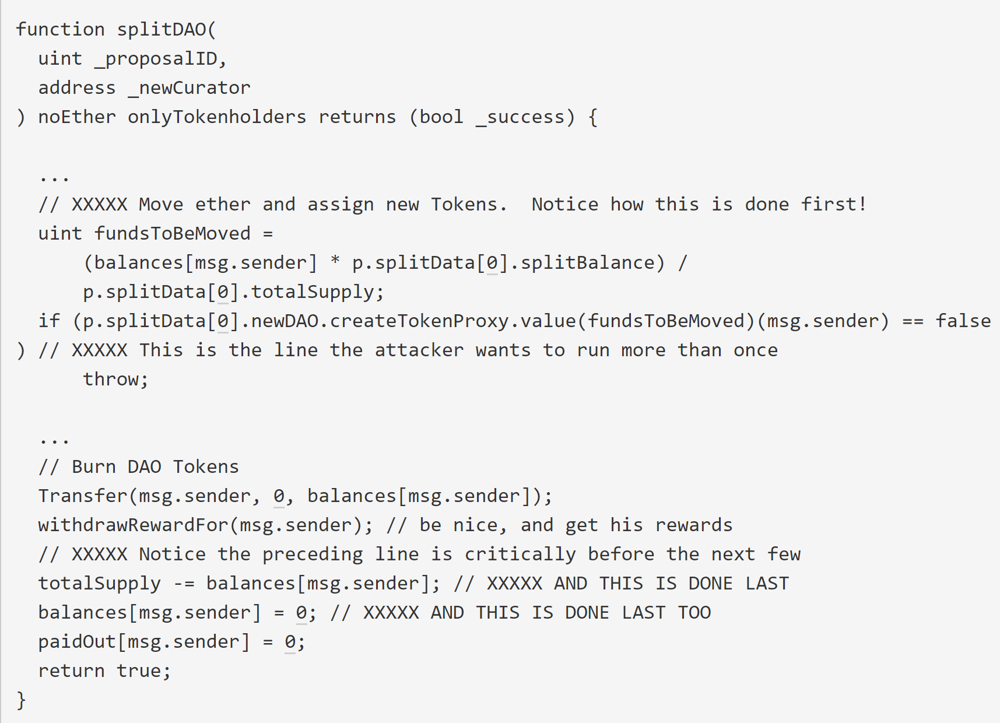 function splitDAO(
  uint _proposalID,
  address _newCurator
) noEther onlyTokenholders returns (bool _success) {

  ...
  // XXXXX Move ether and assign new Tokens.  Notice how this is done first!
  uint fundsToBeMoved =
      (balances[msg.sender] * p.splitData[0].splitBalance) /
      p.splitData[0].totalSupply;
  if (p.splitData[0].newDAO.createTokenProxy.value(fundsToBeMoved)(msg.sender) == false
) // XXXXX This is the line the attacker wants to run more than once
      throw;

  ...
  // Burn DAO Tokens
  Transfer(msg.sender, 0, balances[msg.sender]);
  withdrawRewardFor(msg.sender); // be nice, and get his rewards
  // XXXXX Notice the preceding line is critically before the next few
  totalSupply -= balances[msg.sender]; // XXXXX AND THIS IS DONE LAST
  balances[msg.sender] = 0; // XXXXX AND THIS IS DONE LAST TOO
  paidOut[msg.sender] = 0;
  return true;
}